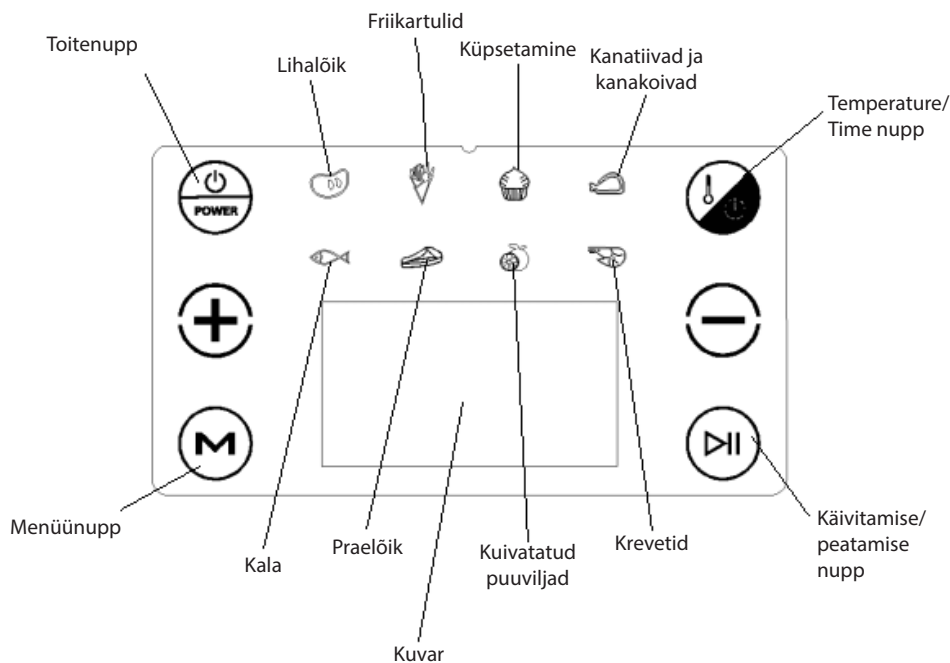 Friikartulid
Toitenupp
Küpsetamine
Lihalõik
Kanatiivad ja
kanakoivad
Temperature/
Time nupp
POWER
M
Menüünupp
Kala
Praelõik
Kuivatatud
puuviljad
Krevetid
Käivitamise/
peatamise
nupp
Kuvar